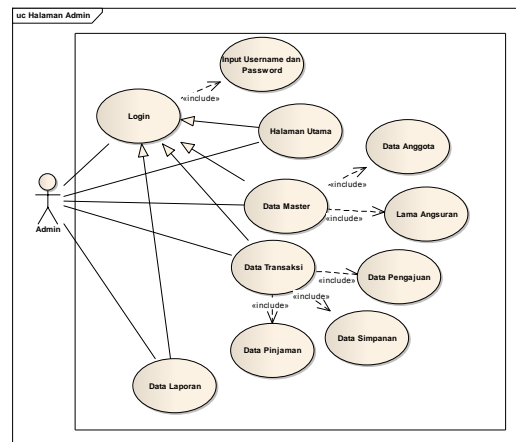 uc Halaman Admin
Input Username dan
Password
«include»
Login
Halaman Utama
Data Anggota
«include»
Admin
Data Master
«include»
Lama Angsuran
Data Transaksi
«include»
Data Pengajuan
«include»
«include»
Data Simpanan
Data Pinjaman
Data Laporan